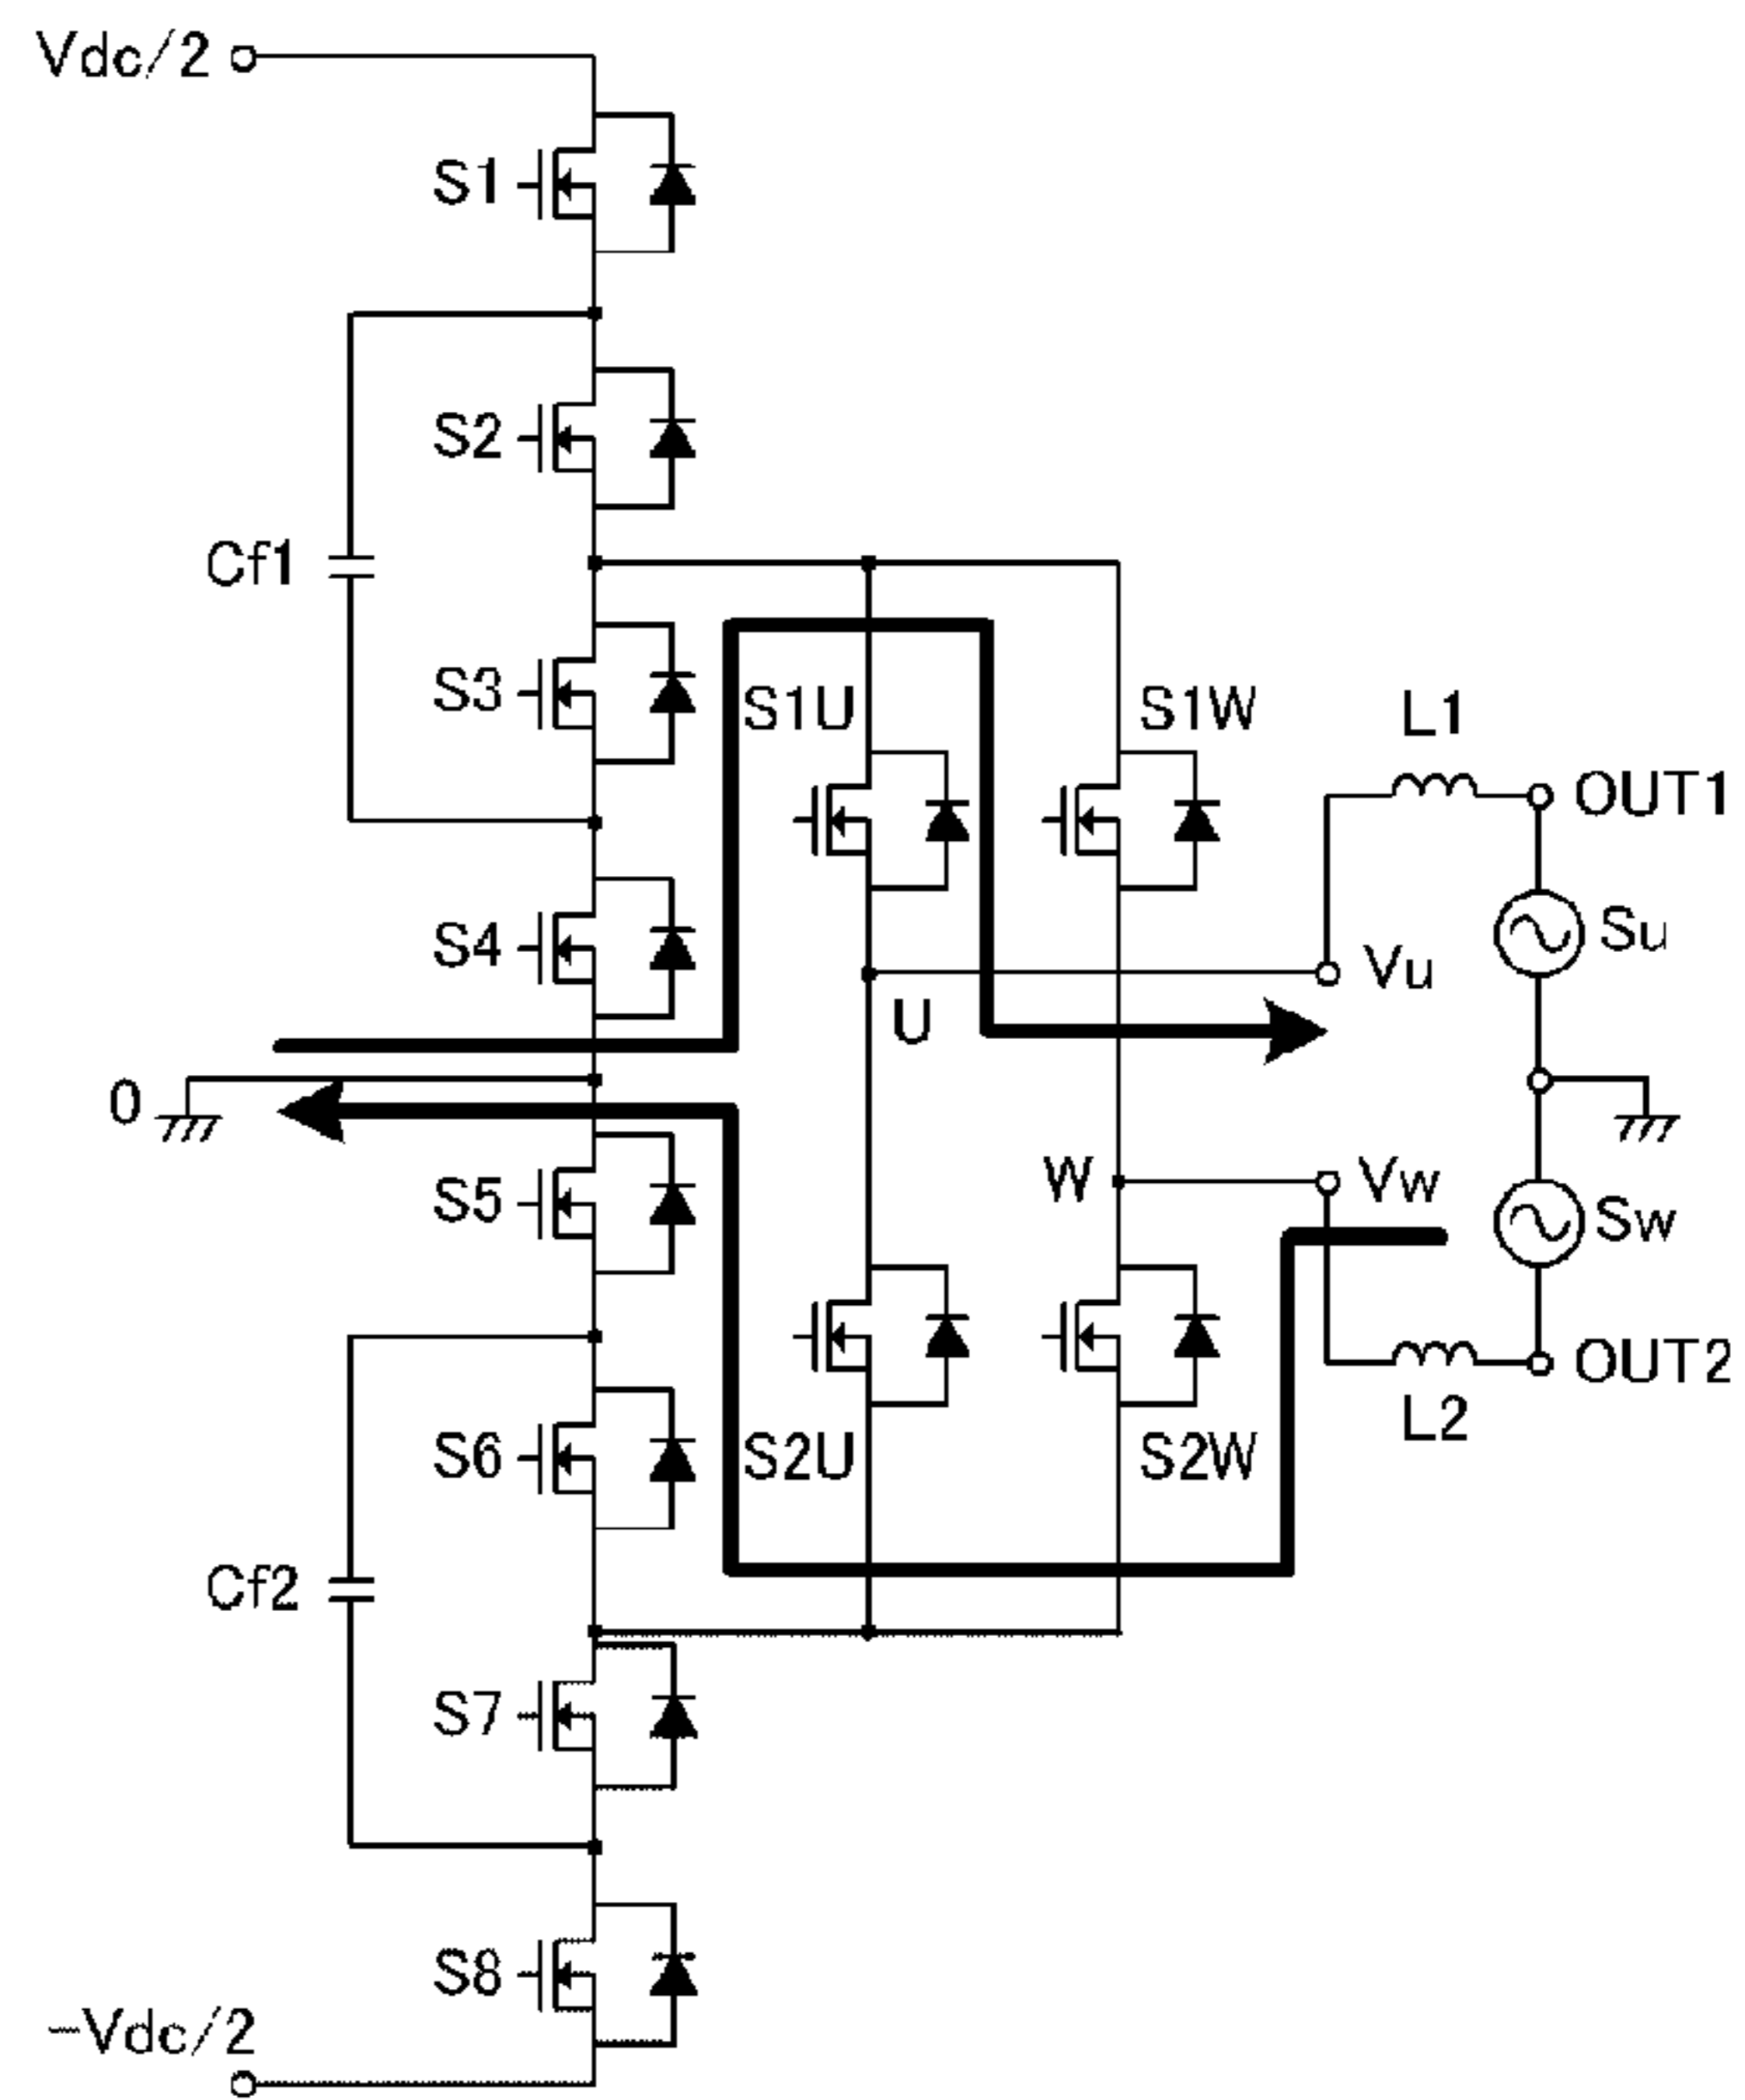 Vdc/2
S1
S2
Cf1
S3
S1U
S1W
L1
OUT1
S4
Su
Vu
U
0
W
Vw
S5
Sw
OUT2
L2
S6
S2U
S2W
Cf2
S7
S8
-Vdc/2